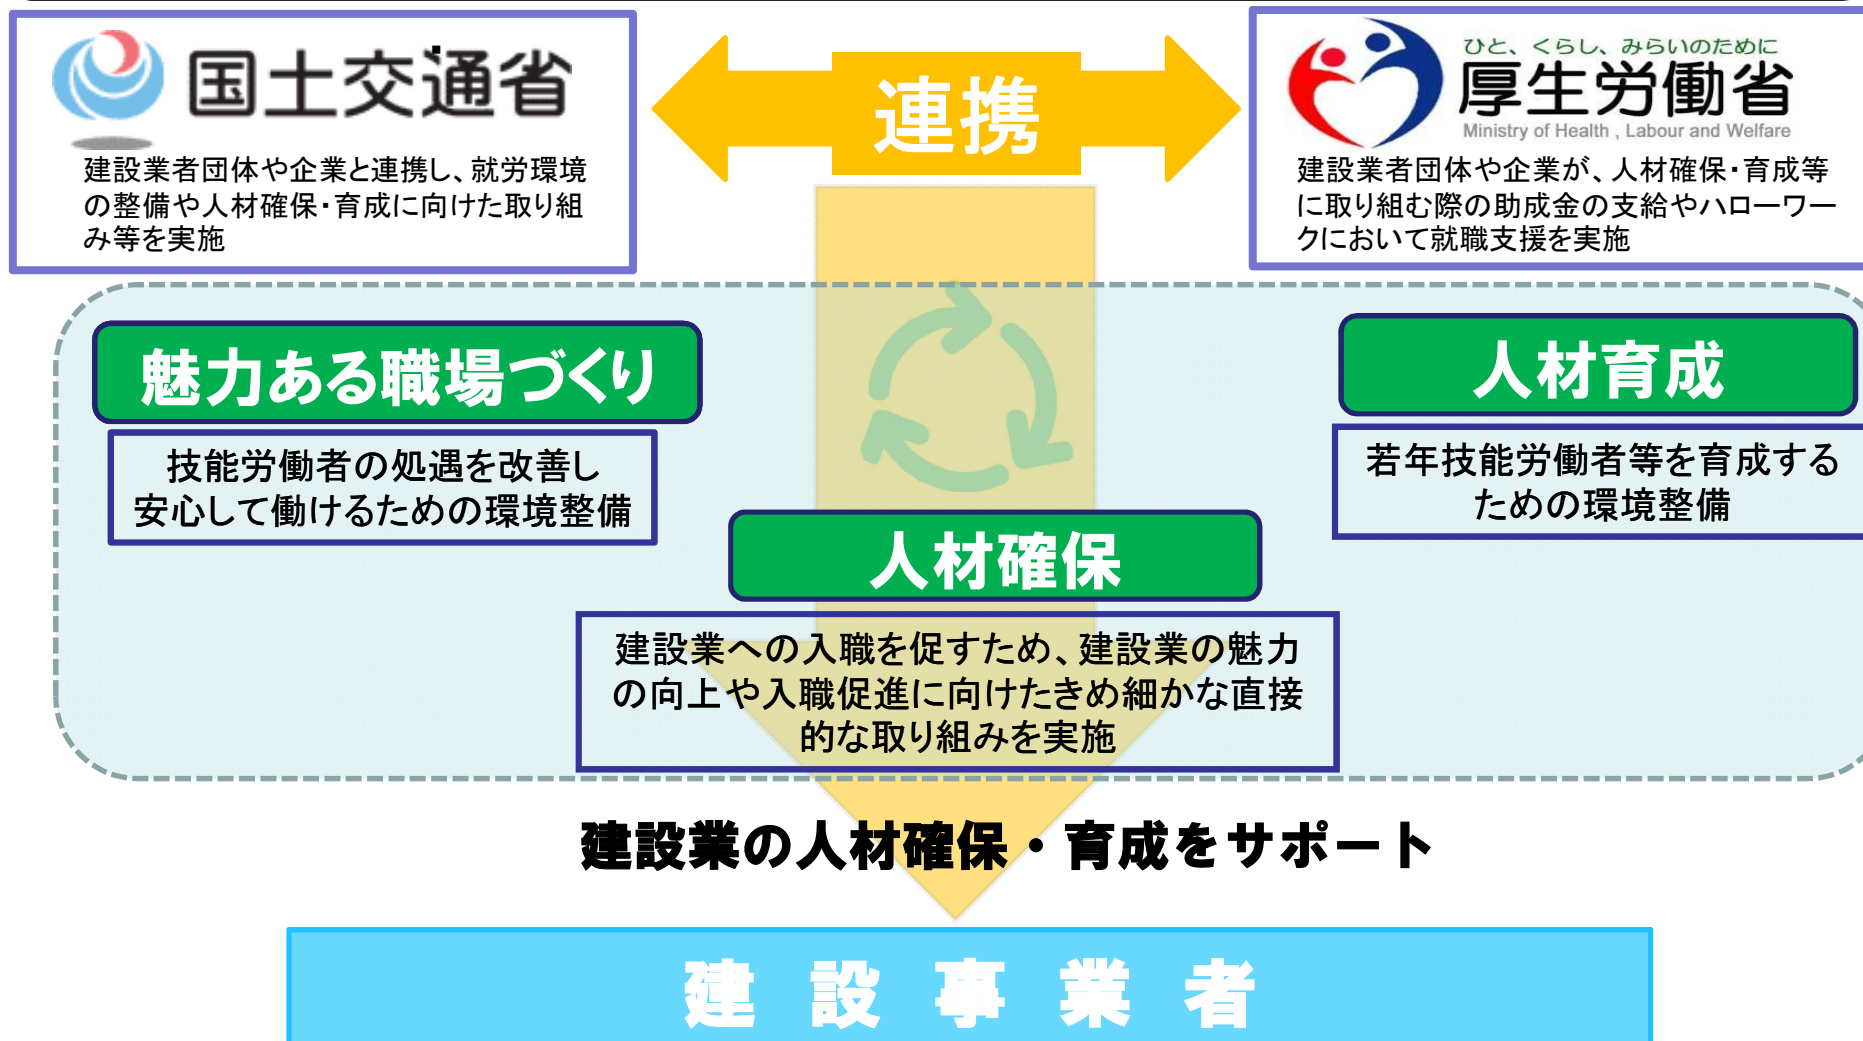 国土交通省
建設業者団体や企業と連携し、就労環境
の整備や人材確保・育成に向けた取り組
み等を実施
連携
ひと、くらし、みらいのために
厚生労働省
Ministry of Health , Labour and Welfare
建設業者団体や企業が、人材確保・育成等
に取り組む際の助成金の支給やハローワー
クにおいて就職支援を実施
魅力ある職場づくり
技能労働者の処遇を改善し
安心して働けるための環境整備
人材育成
若年技能労働者等を育成する
ための環境整備
人材確保
建設業への入職を促すため、建設業の魅力
の向上や入職促進に向けたきめ細かな直接
的な取り組みを実施
建設業の人材確保・育成をサポート
建設事業者